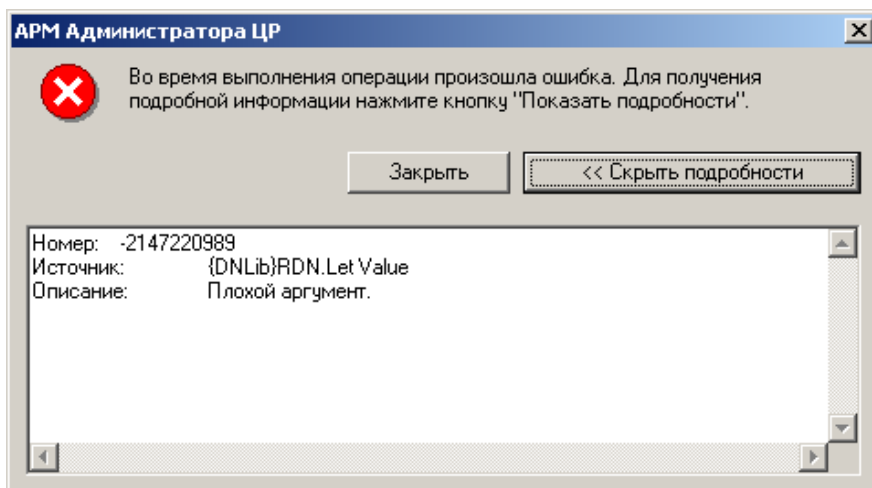 АРМ Администратора ЦР
Во время выполнения операции произошла ошибка. Для получения
подробной информации нажмите кнопку "Показать подробности".
Закрыть
<< Скрыть подробности
Номер: -2147220989
Источник: {DNLib}RDN.Let Value
Описание: Плохой аргумент.